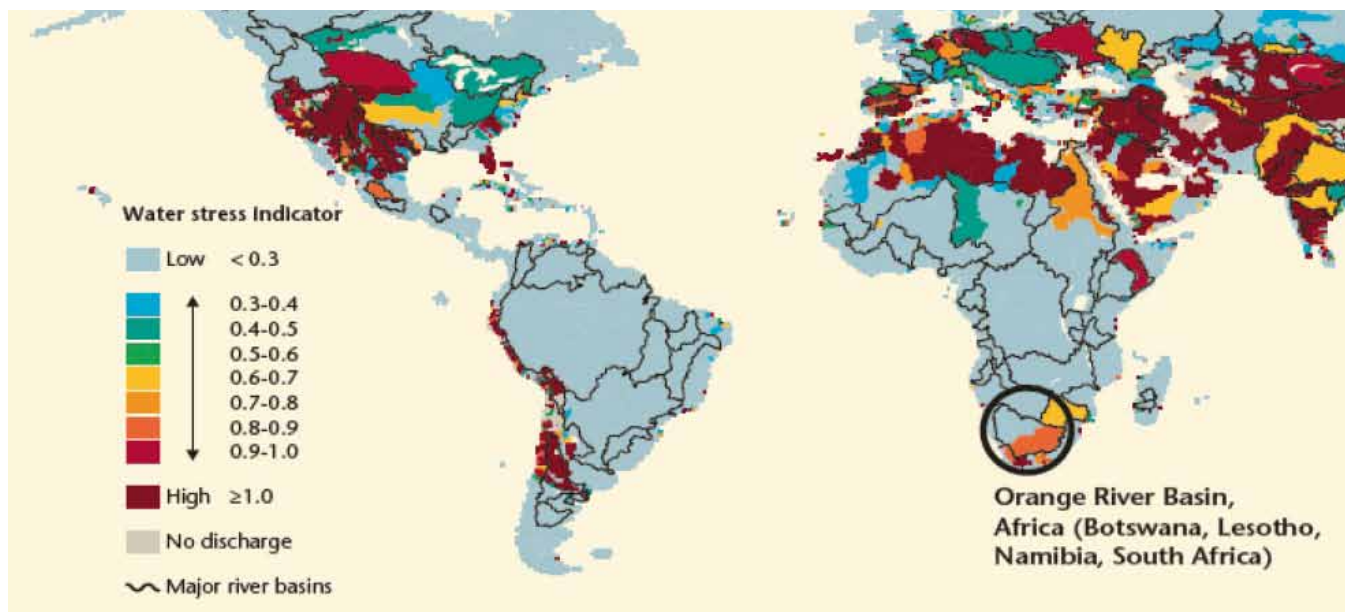 Water stress indicator
Low < 0.3
0.3-0.4
0.4-0.5
0.5-0.6
0.6-0.7
0.7-0.8
0.8-0.9
0.9-1.0
High ≥1.0
No discharge
Major river basins
Orange River Basin,
Africa (Botswana, Lesotho,
Namibia, South Africa)